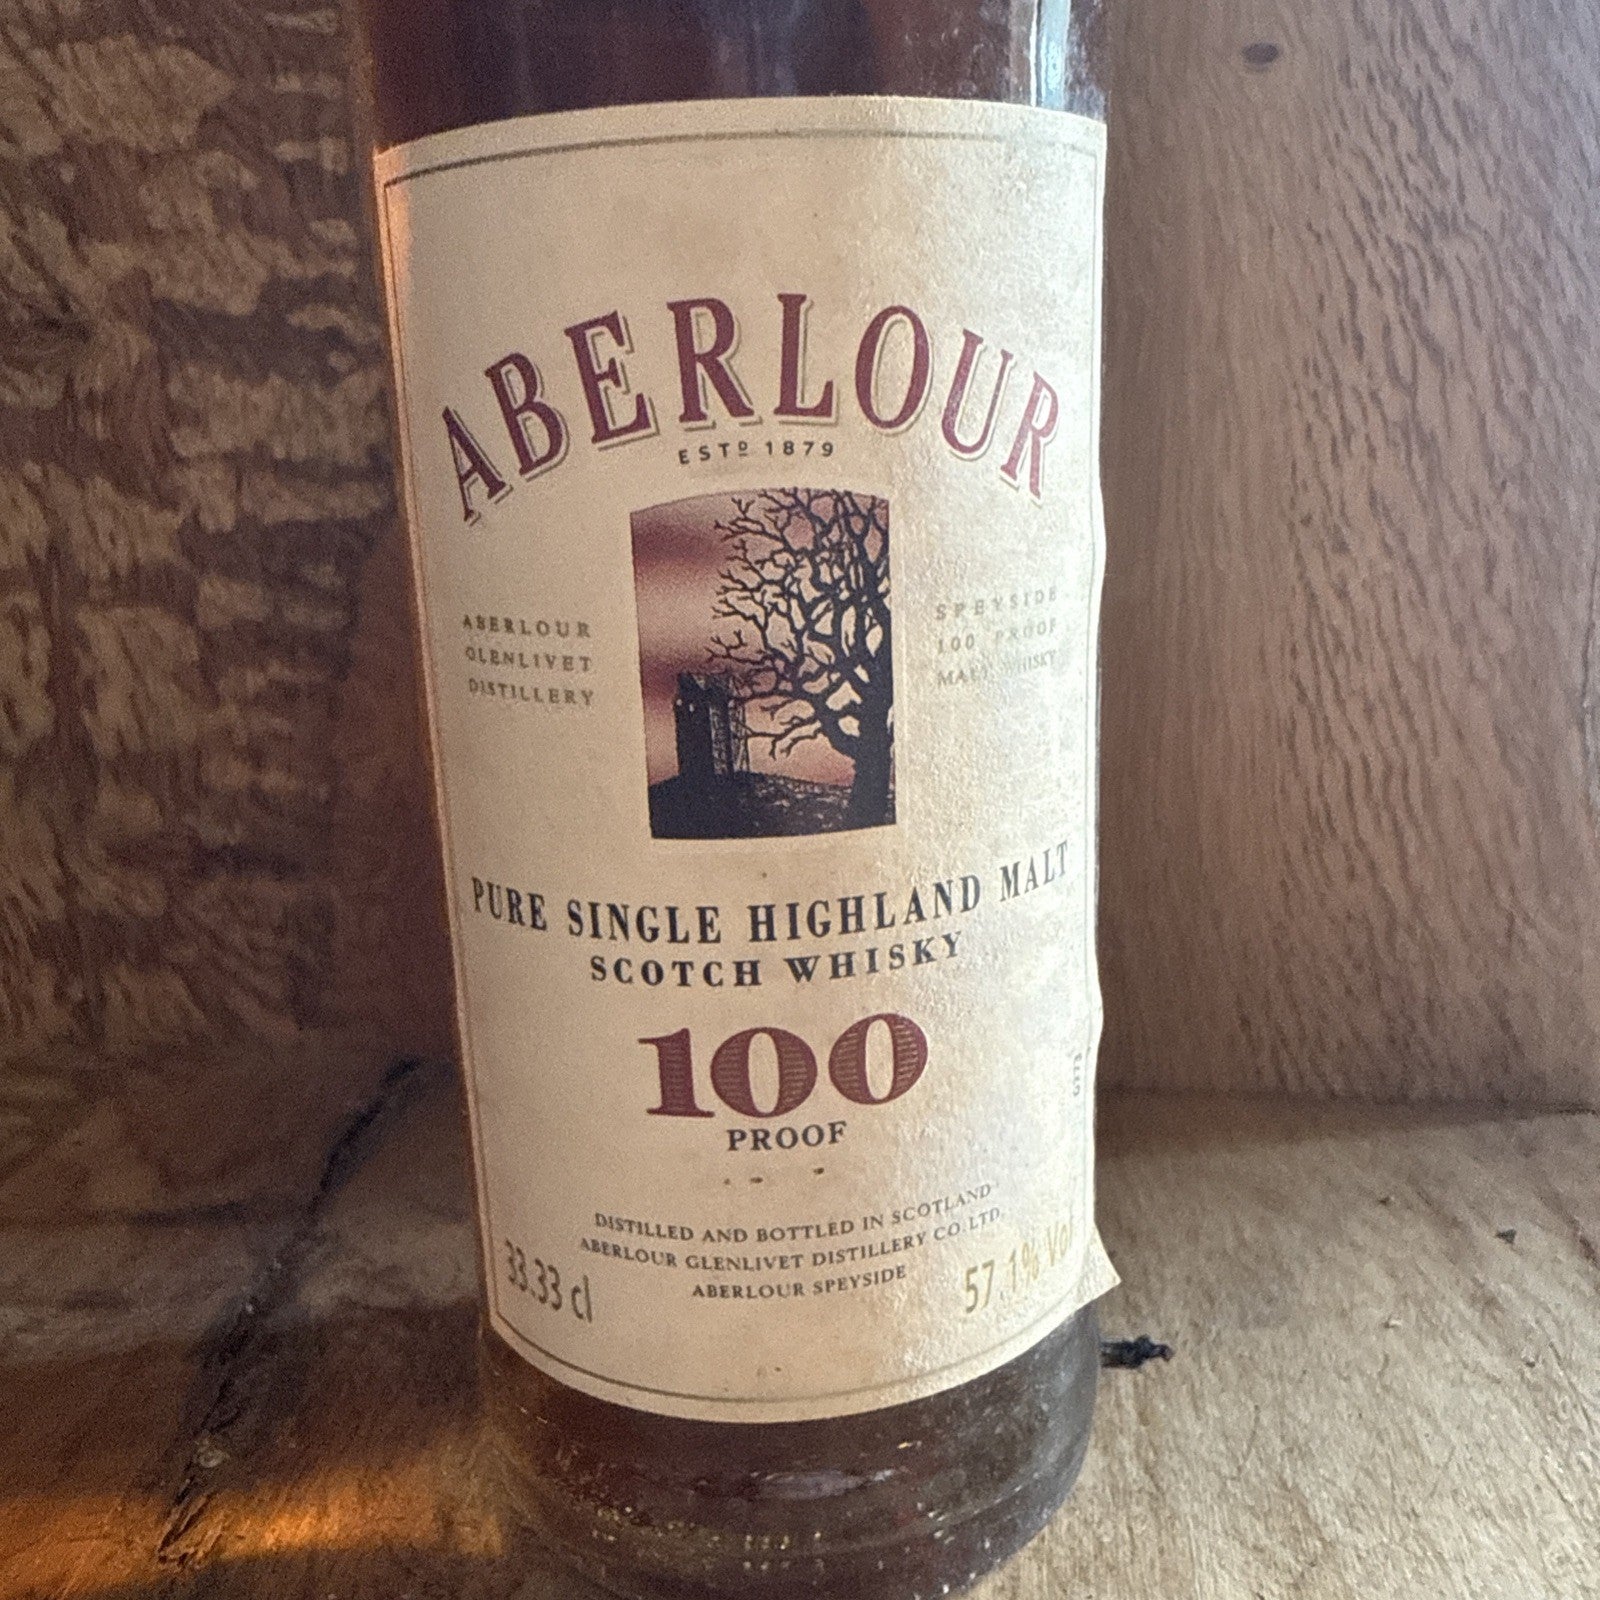 ABERLOUR
ESTD 1879
ABERLOUR
GLENLIVET
DISTILLERY
SPEYSIDE
100 PROOF
MALT WHISKY
PURE SINGLE HIGHLAND MALT
SCOTCH WHISKY
100
PROOF
DISTILLED AND BOTTLED IN SCOTLAND
ABERLOUR GLENLIVET DISTILLERY CO. LTD.
ABERLOUR SPEYSIDE
33.33 cl
57.1% Vol